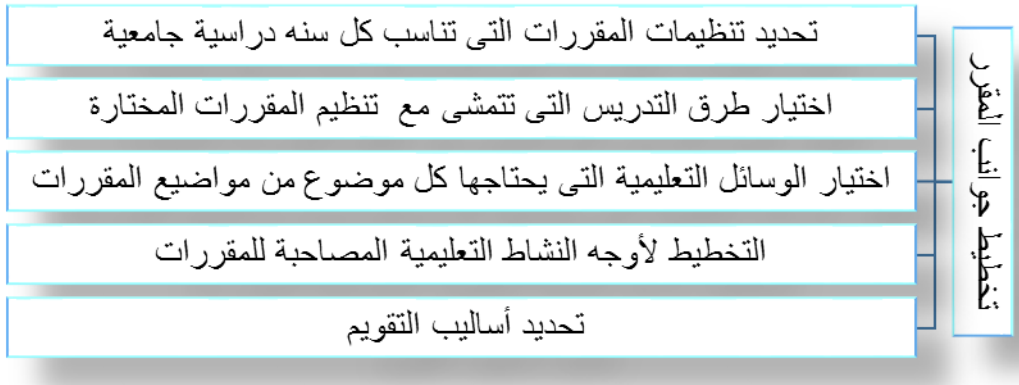 تخطيط جوانب المقرر
تحديد تنظيمات المقررات التى تناسب كل سنه دراسية جامعية
اختيار طرق التدريس التى تتمشى مع تنظيم المقررات المختارة
اختيار الوسائل التعليمية التى يحتاجها كل موضوع من مواضيع المقررات
التخطيط لأوجه النشاط التعليمية المصاحبة للمقررات
تحديد أساليب التقويم